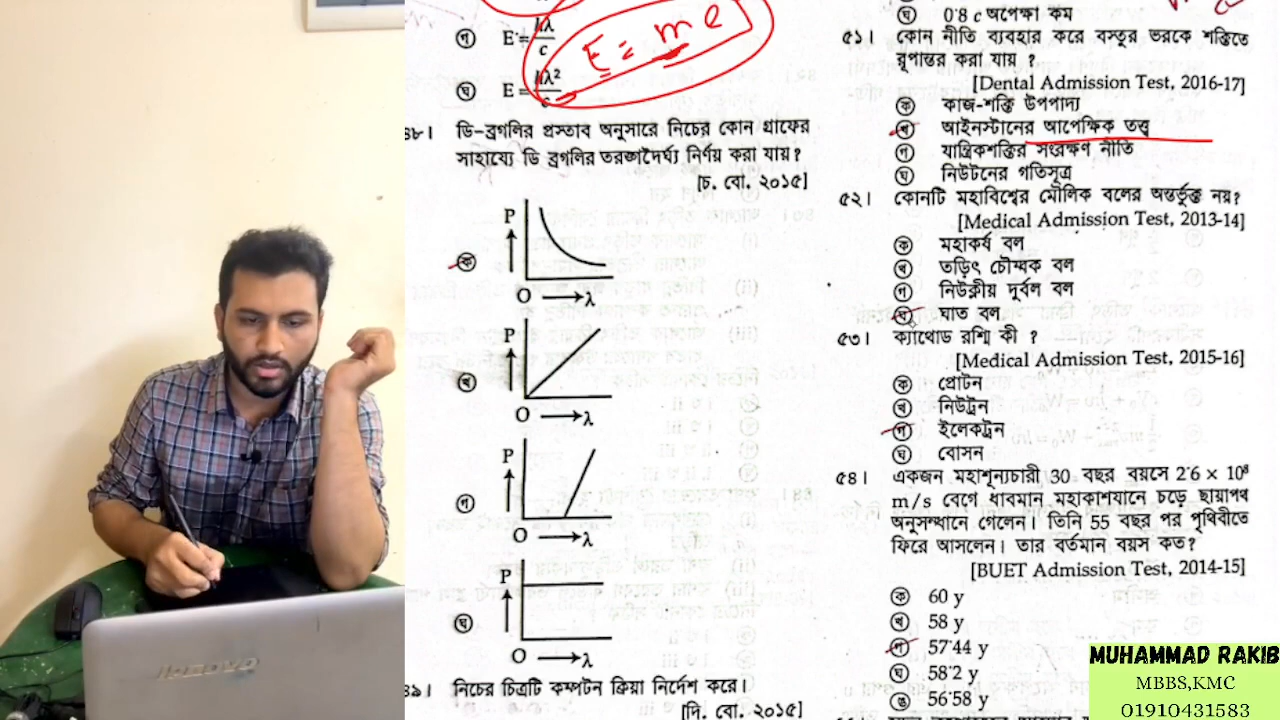 গ E = hλ/c
E = mc
ঘ E = hλ²/c
৪৮। ডি-ব্রগলির প্রস্তাব অনুসারে নিচের কোন গ্রাফের
সাহায্যে ডি ব্রগলির তরঙ্গদৈর্ঘ্য নির্ণয় করা যায়?
[চ. বো. ২০১৫]
ক P O λ
খ P O λ
গ P O λ
ঘ P O λ
৪৯। নিচের চিত্রটি কম্পটন ক্রিয়া নির্দেশ করে।
[দি. বো. ২০১৫]
ঘ 0·8 c অপেক্ষা কম
৫১। কোন নীতি ব্যবহার করে বস্তুর ভরকে শক্তিতে
রূপান্তর করা যায় ?
[Dental Admission Test, 2016-17]
ক কাজ-শক্তি উপপাদ্য
খ আইনস্টানের আপেক্ষিক তত্ত্ব
গ যান্ত্রিকশক্তির সংরক্ষণ নীতি
ঘ নিউটনের গতিসূত্র
৫২। কোনটি মহাবিশ্বের মৌলিক বলের অন্তর্ভুক্ত নয়?
[Medical Admission Test, 2013-14]
ক মহাকর্ষ বল
খ তড়িৎ চৌম্বক বল
গ নিউক্লীয় দুর্বল বল
ঘ ঘাত বল
৫৩। ক্যাথোড রশ্মি কী ?
[Medical Admission Test, 2015-16]
ক প্রোটন
খ নিউট্রন
গ ইলেকট্রন
ঘ বোসন
৫৪। একজন মহাশূন্যচারী 30 বছর বয়সে 2·6 × 10⁸
m/s বেগে ধাবমান মহাকাশযানে চড়ে ছায়াপথ
অনুসন্ধানে গেলেন। তিনি 55 বছর পর পৃথিবীতে
ফিরে আসলেন। তার বর্তমান বয়স কত?
[BUET Admission Test, 2014-15]
ক 60 y
খ 58 y
গ 57·44 y
ঘ 58·2 y
ঙ 56·58 y
MUHAMMAD RAKIB
MBBS,KMC
01910431583
lenovo